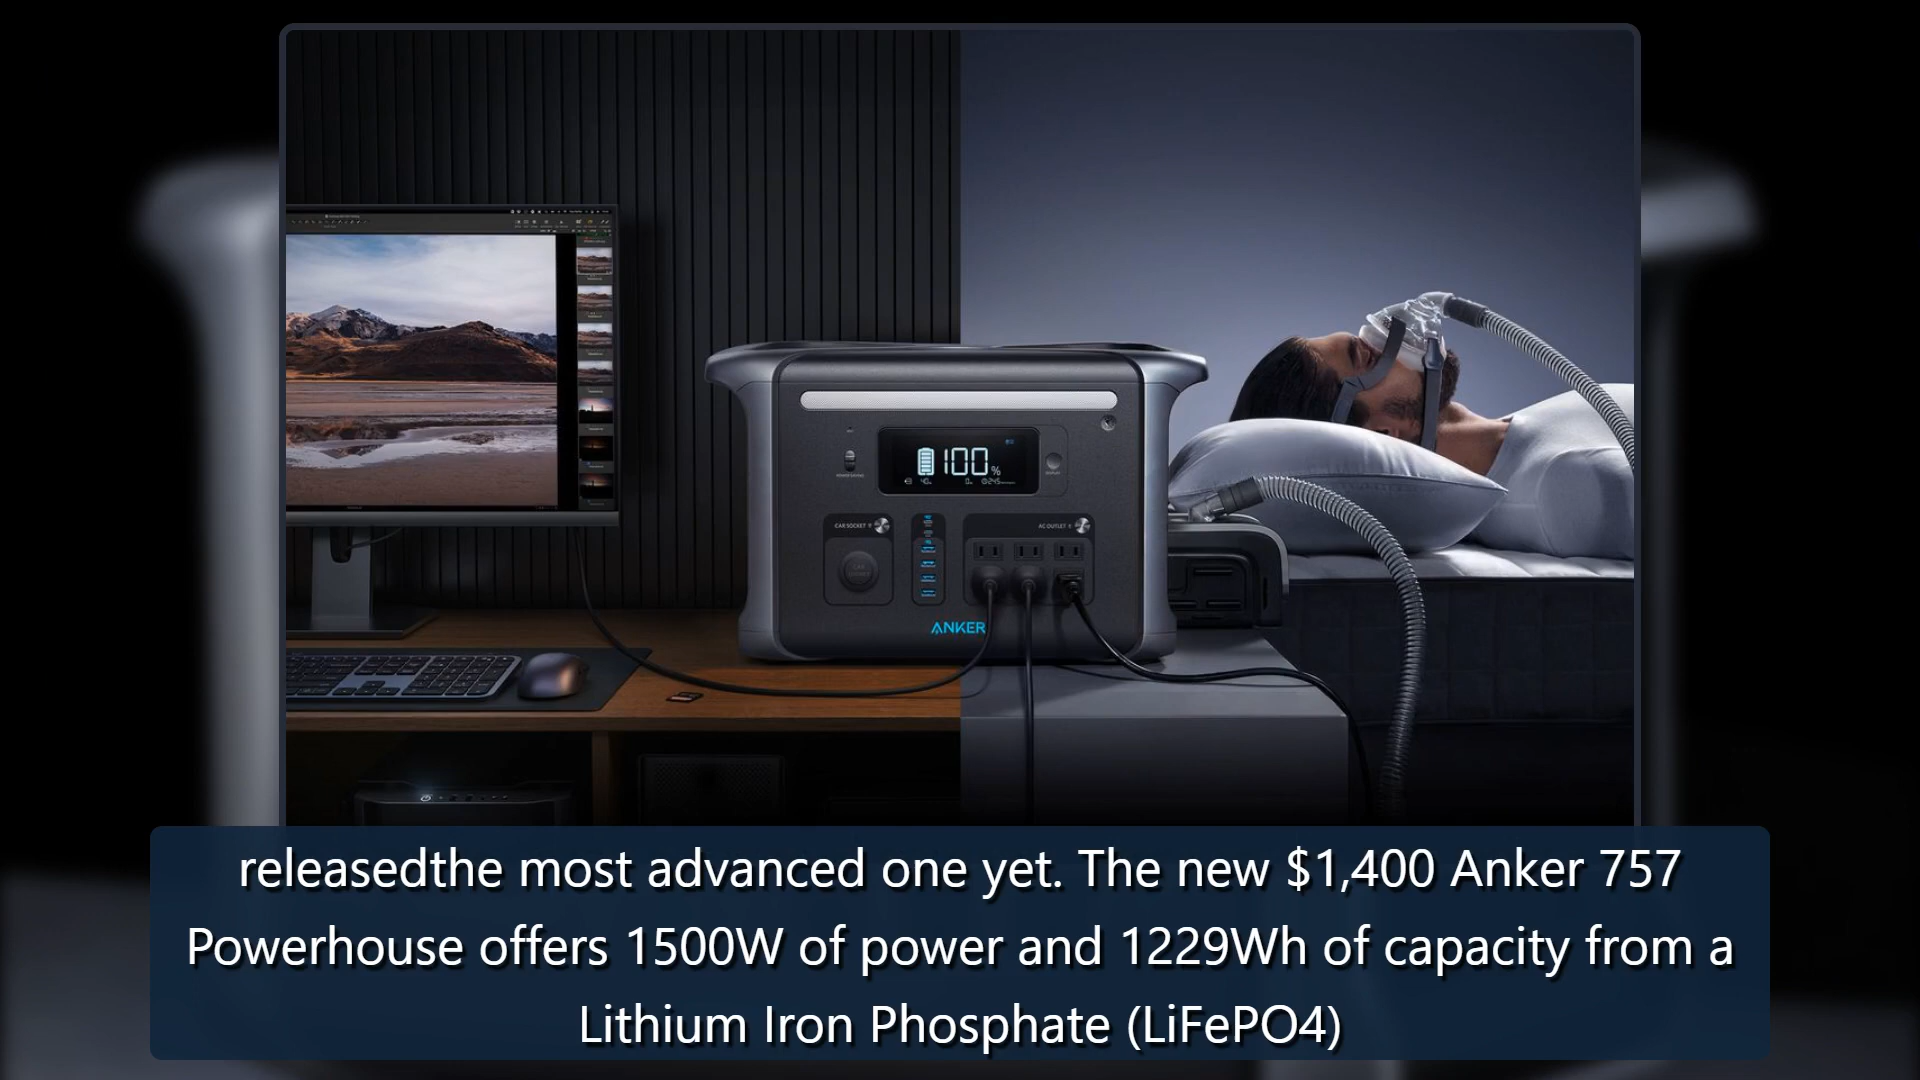 100%
CAR SOCKET
AC OUTLET
ANKER
releasedthe most advanced one yet. The new $1,400 Anker 757
Powerhouse offers 1500W of power and 1229Wh of capacity from a
Lithium Iron Phosphate (LiFePO4)